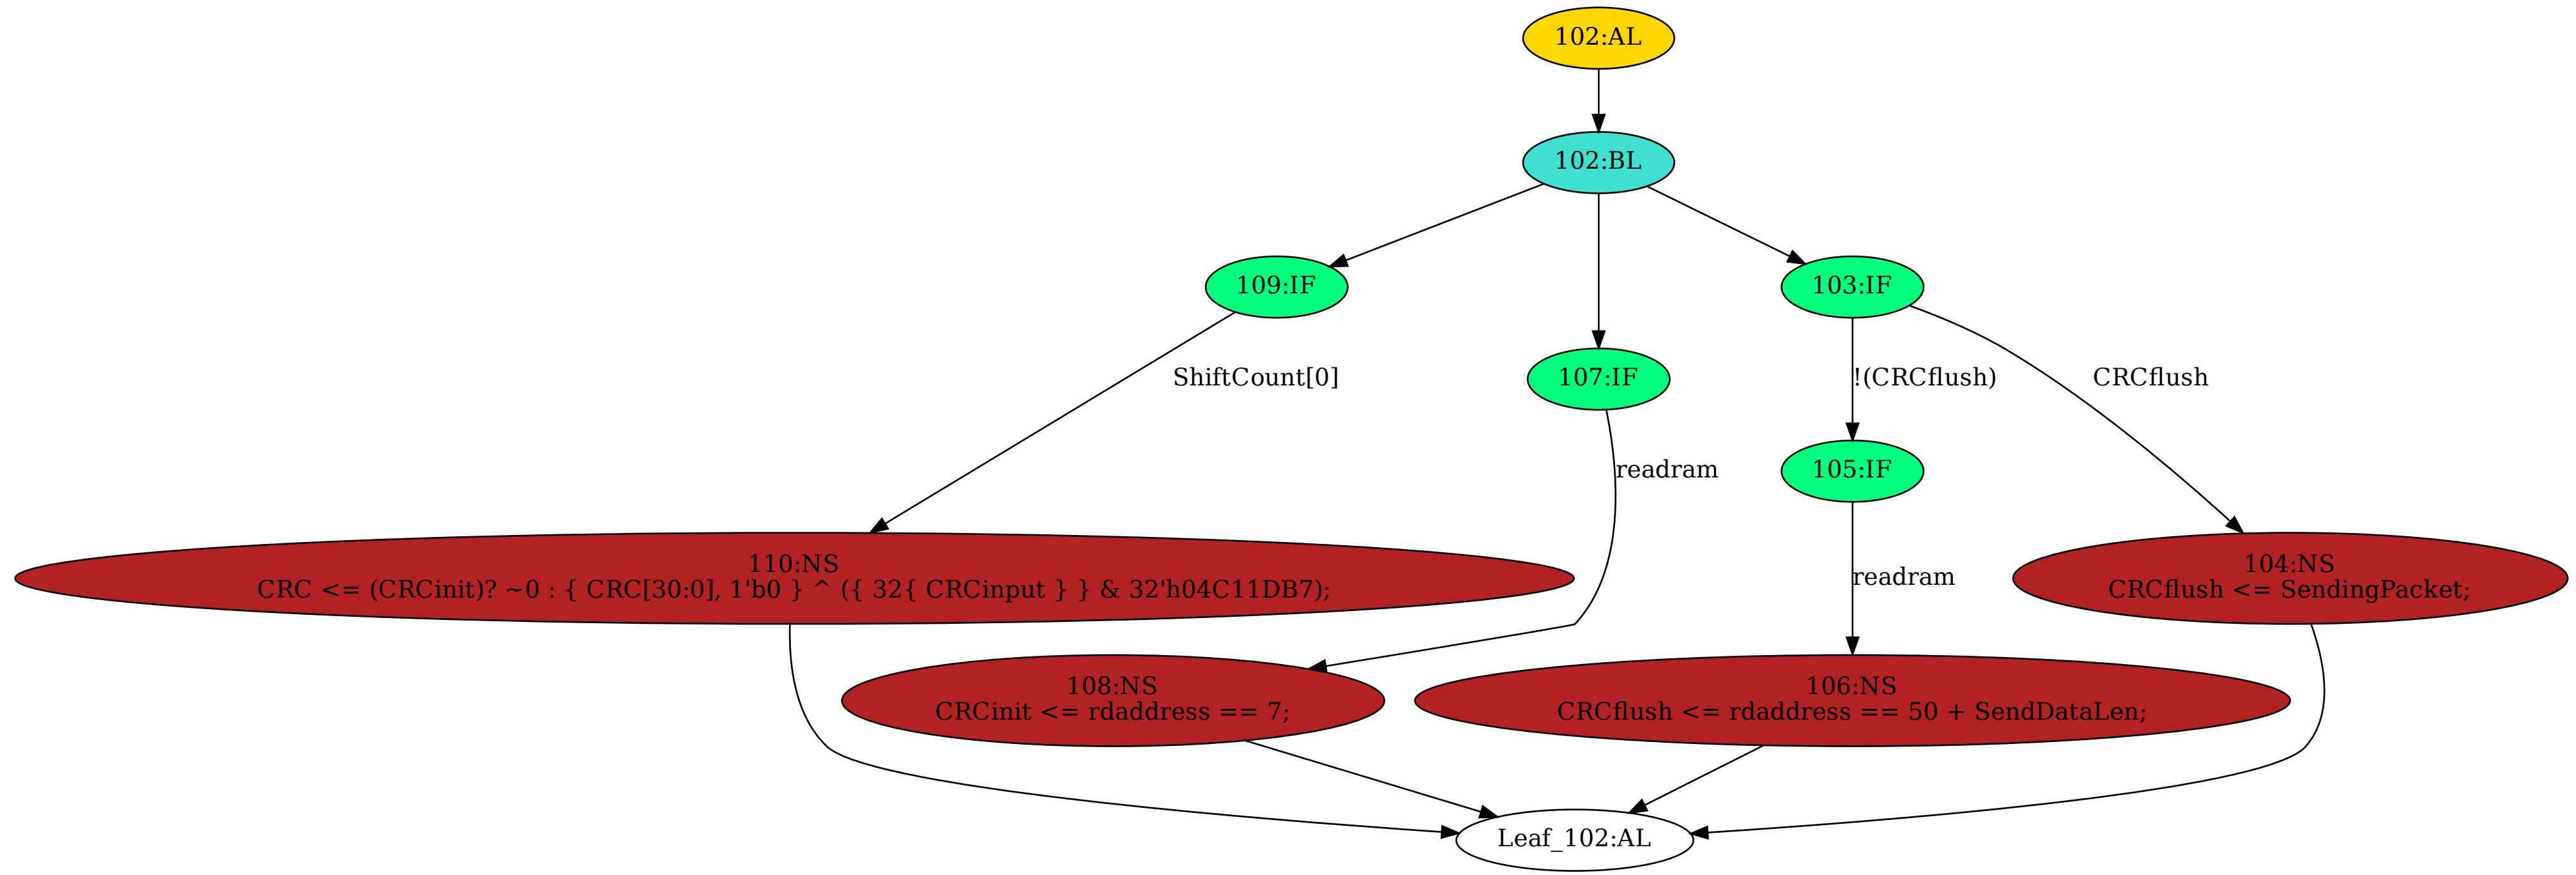 102:AL
102:BL
109:IF
103:IF
107:IF
ShiftCount[0]
!(CRCflush)
CRCflush
105:IF
readram
readram
110:NS
CRC <= (CRCinit)? ~0 : { CRC[30:0], 1'b0 } ^ ({ 32{ CRCinput } } & 32'h04C11DB7);
104:NS
CRCflush <= SendingPacket;
108:NS
CRCinit <= rdaddress == 7;
106:NS
CRCflush <= rdaddress == 50 + SendDataLen;
Leaf_102:AL